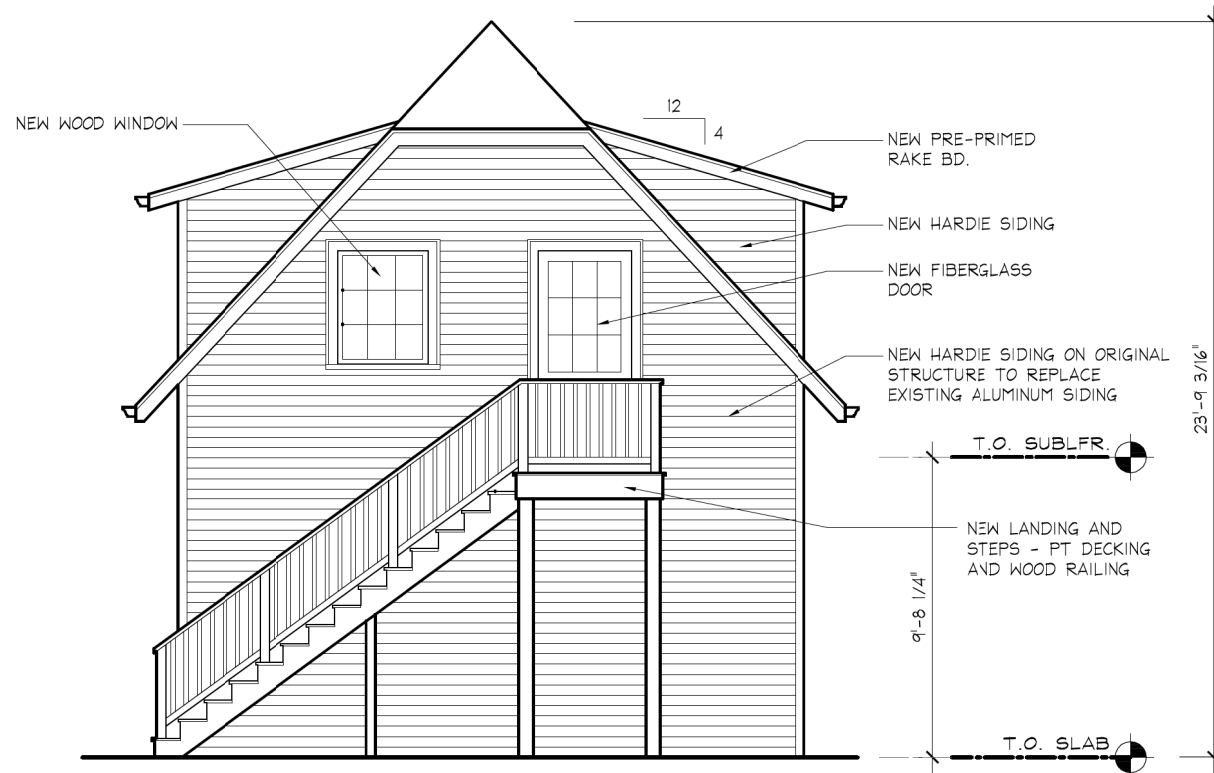 NEW WOOD WINDOW
12
4
NEW PRE-PRIMED
RAKE BD.
NEW HARDIE SIDING
NEW FIBERGLASS
DOOR
NEW HARDIE SIDING ON ORIGINAL
STRUCTURE TO REPLACE
EXISTING ALUMINUM SIDING
23'-9 3/16"
T.O. SUBLFR.
NEW LANDING AND
STEPS - PT DECKING
AND WOOD RAILING
9'-8 1/4"
T.O. SLAB